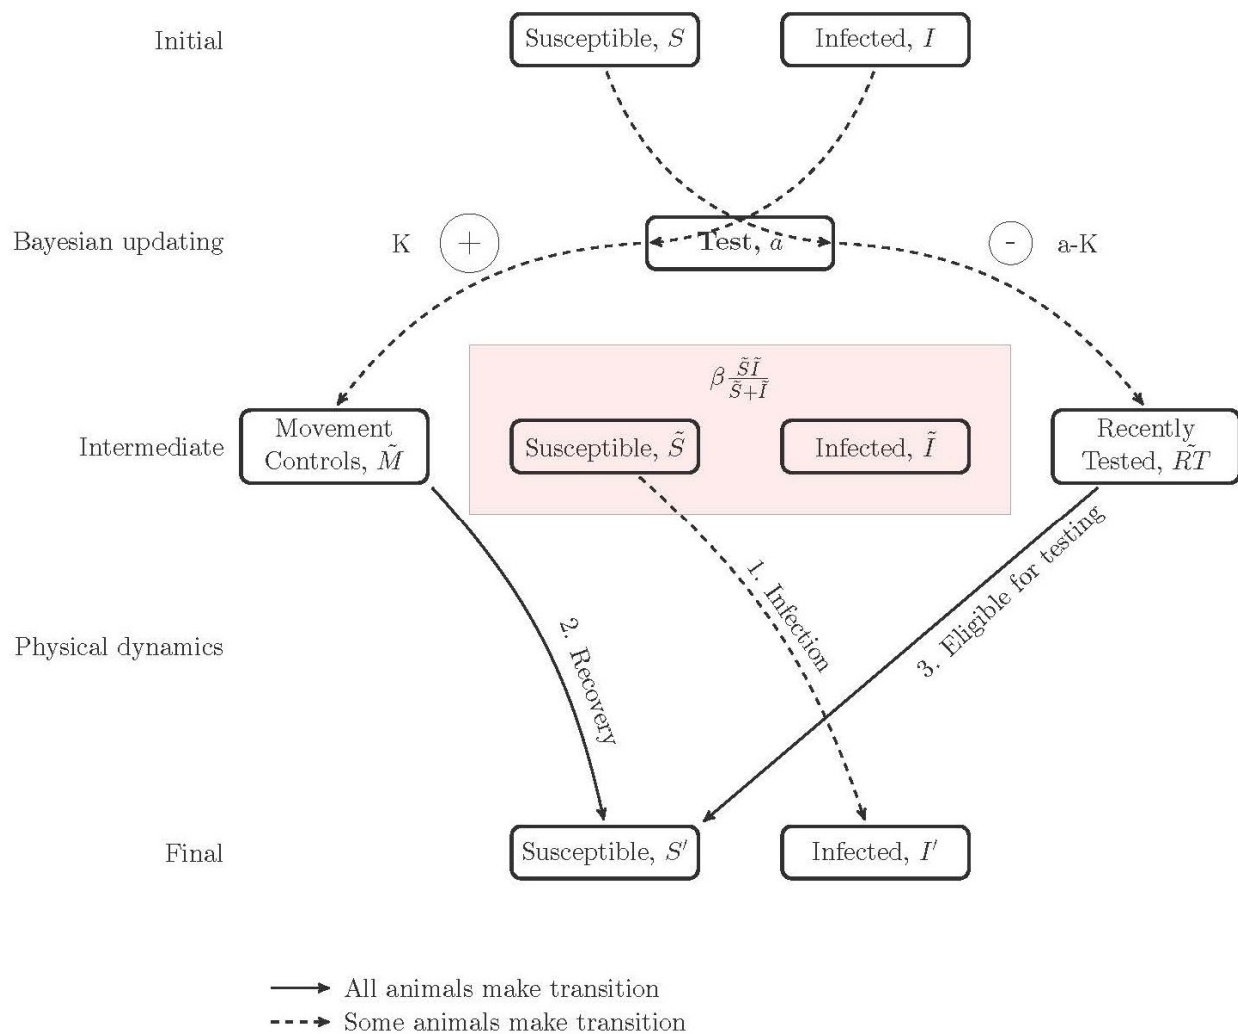 Initial
Susceptible, S
Infected, I
Bayesian updating
K
+
Test, a
-
a-K
β S̃Ĩ / S̃+Ĩ
Intermediate
Movement
Controls, M̃
Susceptible, S̃
Infected, Ĩ
Recently
Tested, R̃T
1. Infection
2. Recovery
3. Eligible for testing
Physical dynamics
Final
Susceptible, S′
Infected, I′
All animals make transition
Some animals make transition